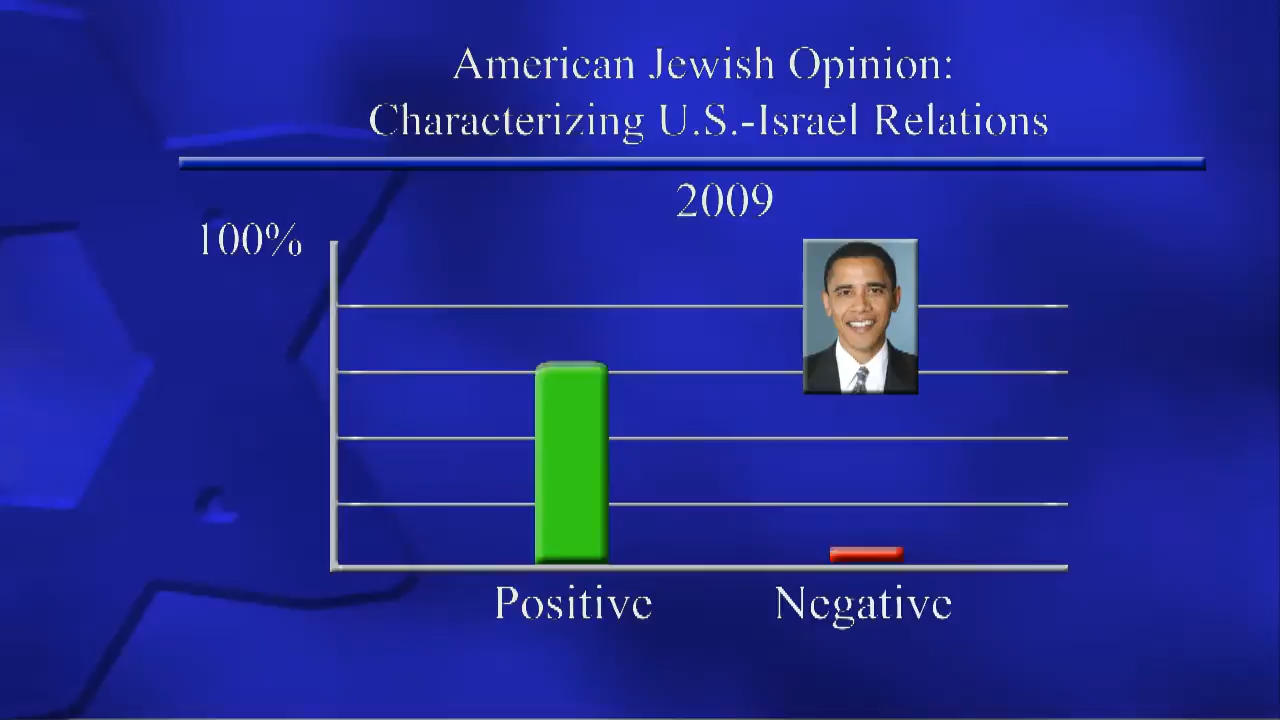 American Jewish Opinion:
Characterizing U.S.-Israel Relations
2009
100%
Positive
Negative